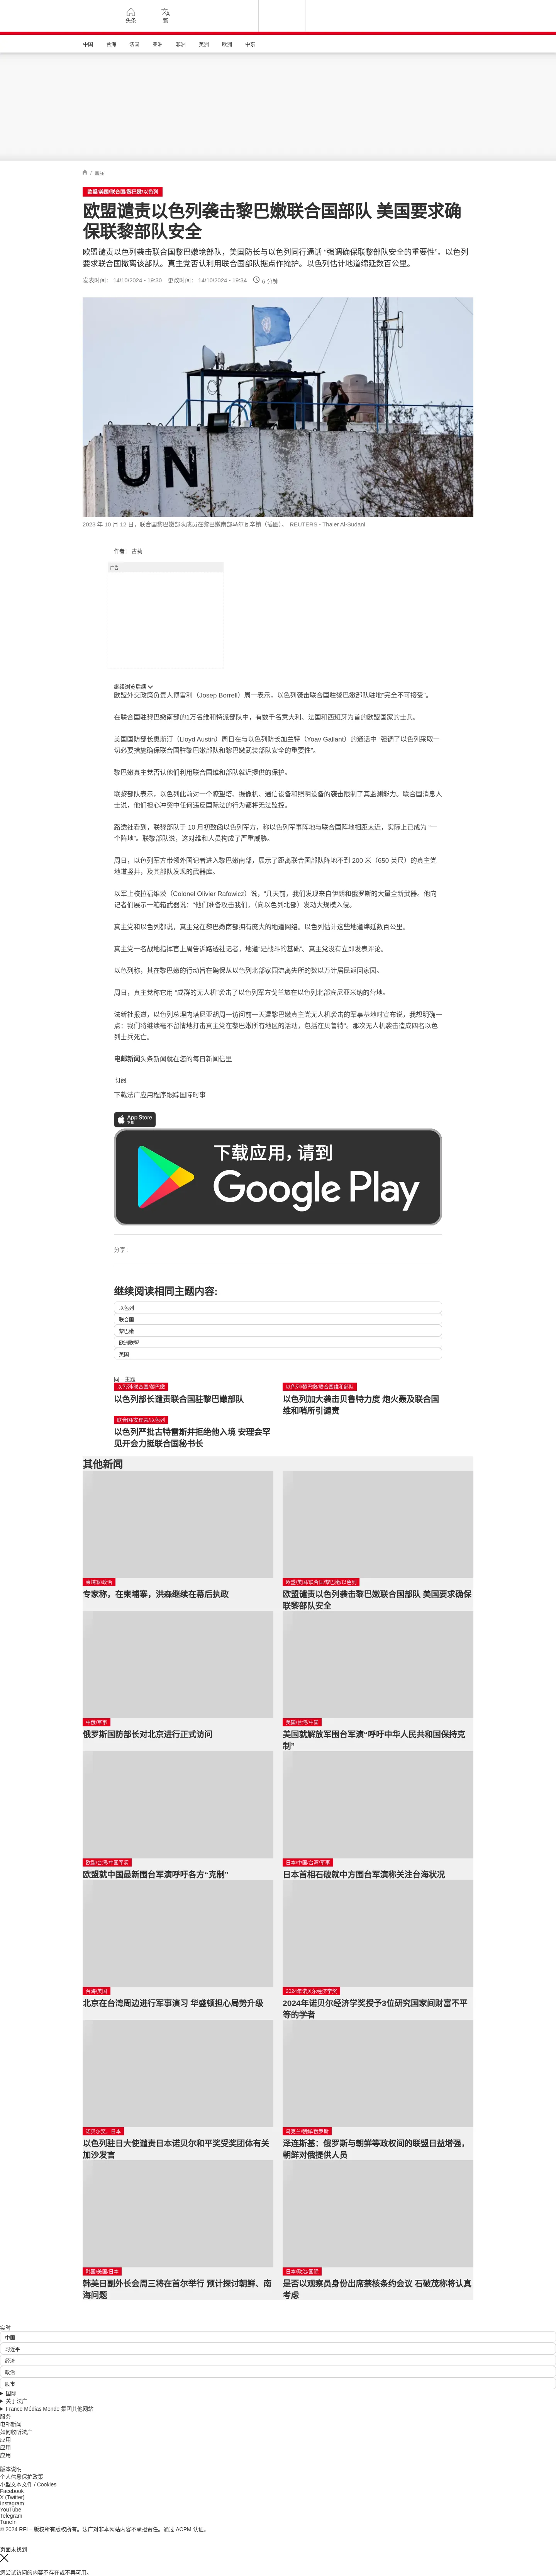 头条
繁
中国
台海
法国
亚洲
非洲
美洲
欧洲
中东
/ 国际
欧盟/美国/联合国/黎巴嫩/以色列
欧盟谴责以色列袭击黎巴嫩联合国部队 美国要求确
保联黎部队安全
欧盟谴责以色列袭击联合国黎巴嫩境部队，美国防长与以色列同行通话 “强调确保联黎部队安全的重要性”。以色列
要求联合国撤离该部队。真主党否认利用联合国部队据点作掩护。以色列估计地道绵延数百公里。
发表时间： 14/10/2024 - 19:30 更改时间： 14/10/2024 - 19:34 6 分钟
UN
2023 年 10 月 12 日，联合国黎巴嫩部队成员在黎巴嫩南部马尔瓦辛镇（插图）。 REUTERS - Thaier Al-Sudani
作者： 古莉
广告
继续浏览后续
欧盟外交政策负责人博雷利（Josep Borrell）周一表示，以色列袭击联合国驻黎巴嫩部队驻地“完全不可接受”。
在联合国驻黎巴嫩南部的1万名维和特派部队中，有数千名意大利、法国和西班牙为首的欧盟国家的士兵。
美国国防部长奥斯汀（Lloyd Austin）周日在与以色列防长加兰特（Yoav Gallant）的通话中 “强调了以色列采取一
切必要措施确保联合国驻黎巴嫩部队和黎巴嫩武装部队安全的重要性”。
黎巴嫩真主党否认他们利用联合国维和部队就近提供的保护。
联黎部队表示，以色列此前对一个瞭望塔、摄像机、通信设备和照明设备的袭击限制了其监测能力。联合国消息人
士说，他们担心冲突中任何违反国际法的行为都将无法监控。
路透社看到，联黎部队于 10 月初致函以色列军方，称以色列军事阵地与联合国阵地相距太近，实际上已成为 “一
个阵地”。联黎部队说，这对维和人员构成了严重威胁。
周日，以色列军方带领外国记者进入黎巴嫩南部，展示了距离联合国部队阵地不到 200 米（650 美尺）的真主党
地道竖井，及其部队发现的武器库。
以军上校拉福维茨（Colonel Olivier Rafowicz）说，“几天前，我们发现来自伊朗和俄罗斯的大量全新武器。他向
记者们展示一箱箱武器说：”他们准备攻击我们，（向以色列北部）发动大规模入侵。
真主党和以色列都说，真主党在黎巴嫩南部拥有庞大的地道网络。以色列估计这些地道绵延数百公里。
真主党一名战地指挥官上周告诉路透社记者，地道“是战斗的基础”。真主党没有立即发表评论。
以色列称，其在黎巴嫩的行动旨在确保从以色列北部家园流离失所的数以万计居民返回家园。
周日，真主党称它用 “成群的无人机”袭击了以色列军方戈兰旅在以色列北部宾尼亚米纳的营地。
法新社报道，以色列总理内塔尼亚胡周一访问前一天遭黎巴嫩真主党无人机袭击的军事基地时宣布说，我想明确一
点：我们将继续毫不留情地打击真主党在黎巴嫩所有地区的活动，包括在贝鲁特”。那次无人机袭击造成四名以色
列士兵死亡。
电邮新闻头条新闻就在您的每日新闻信里
订阅
下载法广应用程序跟踪国际时事
App Store
下载
下载应用，请到
Google Play
分享 :
继续阅读相同主题内容:
以色列
联合国
黎巴嫩
欧洲联盟
美国
同一主题
以色列/联合国/黎巴嫩
以色列部长谴责联合国驻黎巴嫩部队
以色列/黎巴嫩/联合国维和部队
以色列加大袭击贝鲁特力度 炮火轰及联合国
维和哨所引谴责
联合国/安理会/以色列
以色列严批古特雷斯并拒绝他入境 安理会罕
见开会力挺联合国秘书长
其他新闻
柬埔寨/政治
专家称，在柬埔寨，洪森继续在幕后执政
欧盟/美国/联合国/黎巴嫩/以色列
欧盟谴责以色列袭击黎巴嫩联合国部队 美国要求确保
联黎部队安全
中俄/军事
俄罗斯国防部长对北京进行正式访问
美国/台湾/中国
美国就解放军围台军演“呼吁中华人民共和国保持克
制”
欧盟/台湾/中国军演
欧盟就中国最新围台军演呼吁各方“克制”
日本/中国/台湾/军事
日本首相石破就中方围台军演称关注台海状况
台海/美国
北京在台湾周边进行军事演习 华盛顿担心局势升级
2024年诺贝尔经济学奖
2024年诺贝尔经济学奖授予3位研究国家间财富不平
等的学者
诺贝尔奖、日本
以色列驻日大使谴责日本诺贝尔和平奖受奖团体有关
加沙发言
乌克兰/朝鲜/俄罗斯
泽连斯基：俄罗斯与朝鲜等政权间的联盟日益增强，
朝鲜对俄提供人员
韩国/美国/日本
韩美日副外长会周三将在首尔举行 预计探讨朝鲜、南
海问题
日本/政治/国际
是否以观察员身份出席禁核条约会议 石破茂称将认真
考虑
实时
中国
习近平
经济
政治
股市
国际
关于法广
France Médias Monde 集团其他网站
服务
电邮新闻
如何收听法广
应用
应用
应用
版本说明
个人信息保护政策
小型文本文件 / Cookies
Facebook
X (Twitter)
Instagram
YouTube
Telegram
TuneIn
© 2024 RFI – 版权所有版权所有。法广对非本网站内容不承担责任。通过 ACPM 认证。
页面未找到
您尝试访问的内容不存在或不再可用。